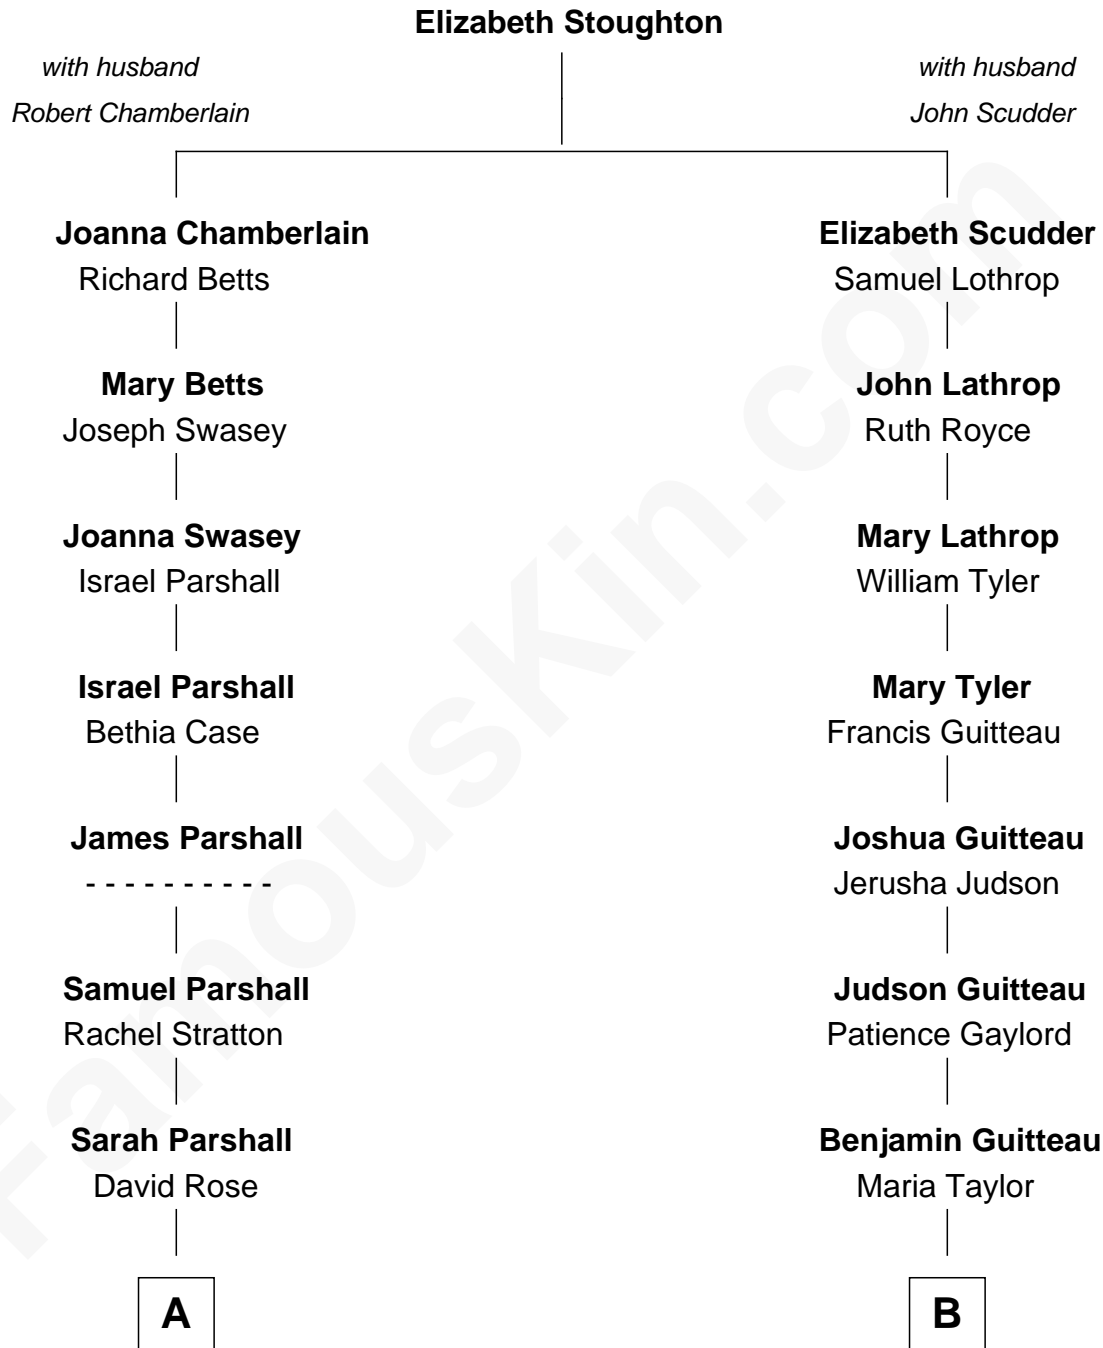 Elizabeth Stoughton
with husband
Robert Chamberlain
with husband
John Scudder
Joanna Chamberlain
Richard Betts
Elizabeth Scudder
Samuel Lothrop
Mary Betts
Joseph Swasey
John Lathrop
Ruth Royce
Joanna Swasey
Israel Parshall
Mary Lathrop
William Tyler
Israel Parshall
Bethia Case
Mary Tyler
Francis Guitteau
James Parshall
- - - - - - - - - -
Joshua Guitteau
Jerusha Judson
Samuel Parshall
Rachel Stratton
Judson Guitteau
Patience Gaylord
Sarah Parshall
David Rose
Benjamin Guitteau
Maria Taylor
A
B
FamousKin.com